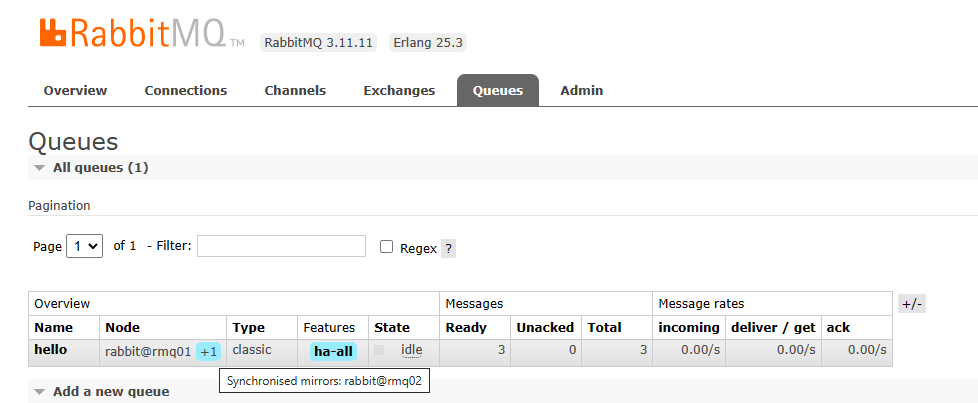 RabbitMQ TM RabbitMQ 3.11.11 Erlang 25.3
Overview Connections Channels Exchanges Queues Admin
Queues
All queues (1)
Pagination
Page 1 of 1 - Filter: Regex ?
Overview Messages Message rates +/-
Name Node Type Features State Ready Unacked Total incoming deliver / get ack
hello rabbit@rmq01 +1 classic ha-all idle 3 0 3 0.00/s 0.00/s 0.00/s
Synchronised mirrors: rabbit@rmq02
Add a new queue